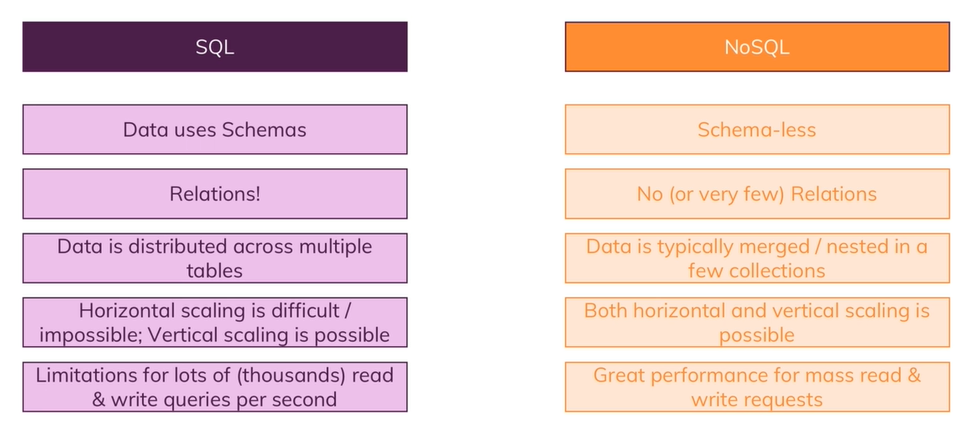 SQL
NoSQL
Data uses Schemas
Schema-less
Relations!
No (or very few) Relations
Data is distributed across multiple
tables
Data is typically merged / nested in a
few collections
Horizontal scaling is difficult /
impossible; Vertical scaling is possible
Both horizontal and vertical scaling is
possible
Limitations for lots of (thousands) read
& write queries per second
Great performance for mass read &
write requests